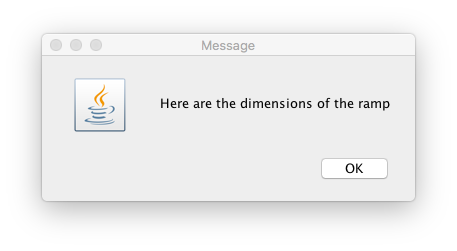 Message
Here are the dimensions of the ramp
OK